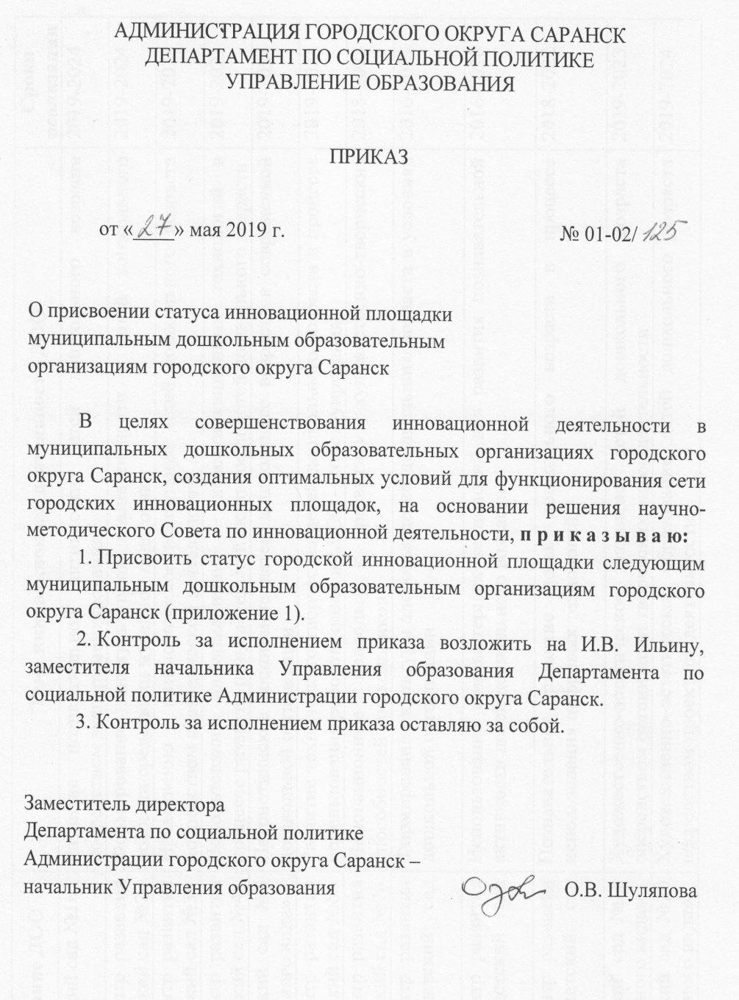 АДМИНИСТРАЦИЯ ГОРОДСКОГО ОКРУГА САРАНСК
ДЕПАРТАМЕНТ ПО СОЦИАЛЬНОЙ ПОЛИТИКЕ
УПРАВЛЕНИЕ ОБРАЗОВАНИЯ
ПРИКАЗ
от «27» мая 2019 г. № 01-02/125
О присвоении статуса инновационной площадки
муниципальным дошкольным образовательным
организациям городского округа Саранск
В целях совершенствования инновационной деятельности в
муниципальных дошкольных образовательных организациях городского
округа Саранск, создания оптимальных условий для функционирования сети
городских инновационных площадок, на основании решения научно-
методического Совета по инновационной деятельности, п р и к а з ы в а ю:
1. Присвоить статус городской инновационной площадки следующим
муниципальным дошкольным образовательным организациям городского
округа Саранск (приложение 1).
2. Контроль за исполнением приказа возложить на И.В. Ильину,
заместителя начальника Управления образования Департамента по
социальной политике Администрации городского округа Саранск.
3. Контроль за исполнением приказа оставляю за собой.
Заместитель директора
Департамента по социальной политике
Администрации городского округа Саранск –
начальник Управления образования О.В. Шуляпова